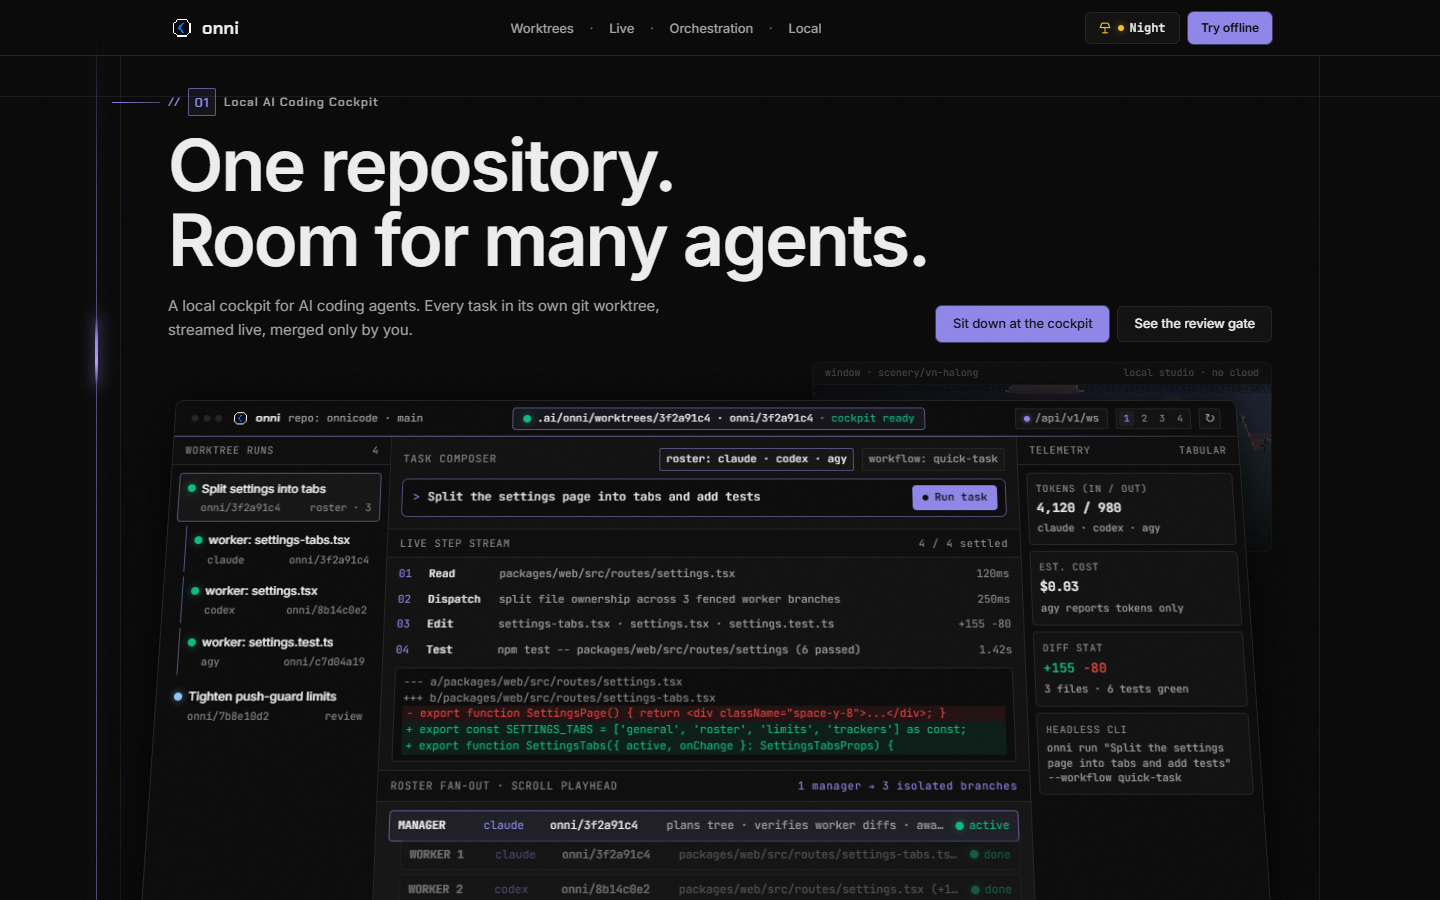 onni
Worktrees · Live · Orchestration · Local
Night
Try offline
// 01 Local AI Coding Cockpit
One repository.
Room for many agents.
A local cockpit for AI coding agents. Every task in its own git worktree,
streamed live, merged only by you.
Sit down at the cockpit
See the review gate
window · scenery/vn-halong
local studio · no cloud
onni repo: onnicode · main
.ai/onni/worktrees/3f2a91c4 · onni/3f2a91c4 · cockpit ready
/api/v1/ws
1 2 3 4 ↻
WORKTREE RUNS 4
Split settings into tabs
onni/3f2a91c4 roster · 3
worker: settings-tabs.tsx
claude onni/3f2a91c4
worker: settings.tsx
codex onni/8b14c0e2
worker: settings.test.ts
agy onni/c7d04a19
Tighten push-guard limits
onni/7b8e10d2 review
TASK COMPOSER
roster: claude · codex · agy
workflow: quick-task
> Split the settings page into tabs and add tests
Run task
LIVE STEP STREAM 4 / 4 settled
01 Read packages/web/src/routes/settings.tsx 120ms
02 Dispatch split file ownership across 3 fenced worker branches 250ms
03 Edit settings-tabs.tsx · settings.tsx · settings.test.ts +155 -80
04 Test npm test -- packages/web/src/routes/settings (6 passed) 1.42s
--- a/packages/web/src/routes/settings.tsx
+++ b/packages/web/src/routes/settings-tabs.tsx
- export function SettingsPage() { return <div className="space-y-8">...</div>; }
+ export const SETTINGS_TABS = ['general', 'roster', 'limits', 'trackers'] as const;
+ export function SettingsTabs({ active, onChange }: SettingsTabsProps) {
ROSTER FAN-OUT · SCROLL PLAYHEAD 1 manager → 3 isolated branches
MANAGER claude onni/3f2a91c4 plans tree · verifies worker diffs · awa… active
WORKER 1 claude onni/3f2a91c4 packages/web/src/routes/settings-tabs.ts… done
WORKER 2 codex onni/8b14c0e2 packages/web/src/routes/settings.tsx (+1… done
TELEMETRY TABULAR
TOKENS (IN / OUT)
4,120 / 980
claude · codex · agy
EST. COST
$0.03
agy reports tokens only
DIFF STAT
+155 -80
3 files · 6 tests green
HEADLESS CLI
onni run "Split the settings
page into tabs and add tests"
--workflow quick-task